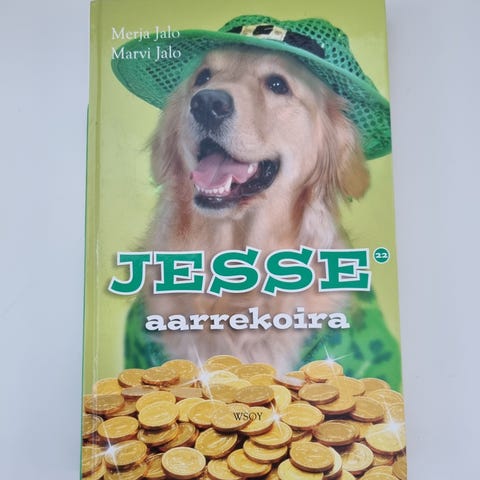 Merja Jalo
Marvi Jalo
JESSE 22
aarrekoira
WSOY